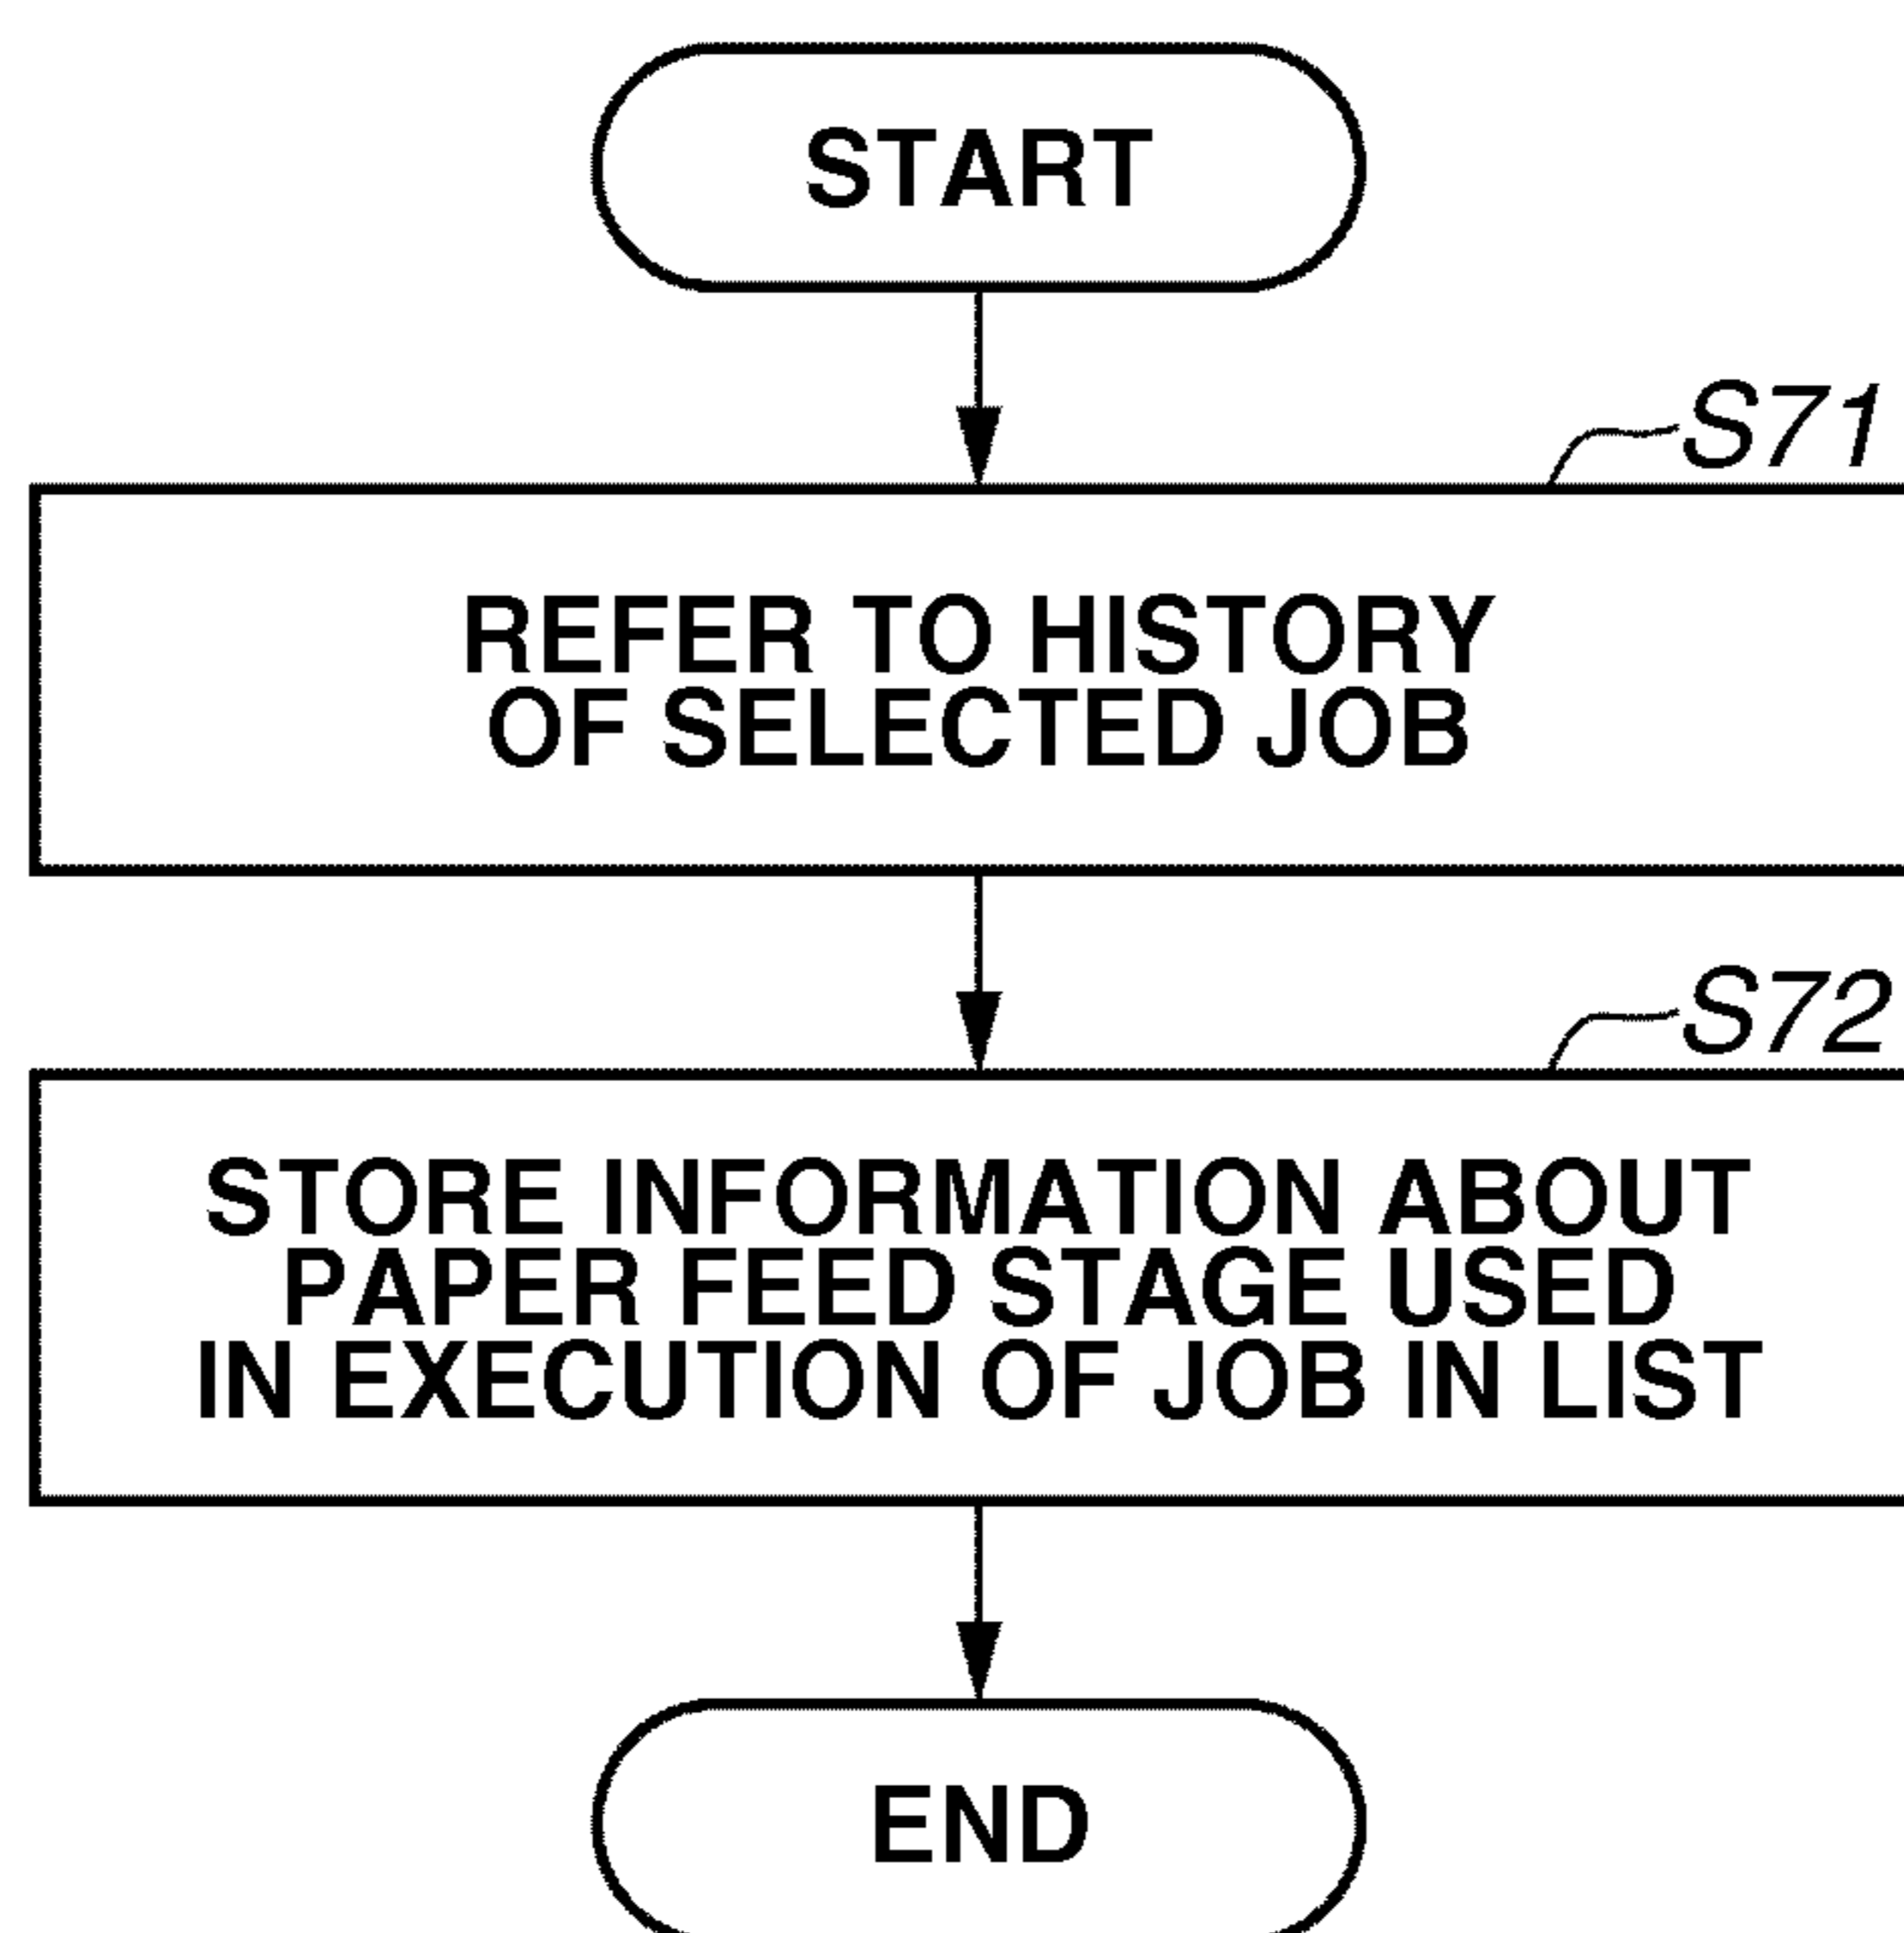 START
S71
REFER TO HISTORY
OF SELECTED JOB
S72
STORE INFORMATION ABOUT
PAPER FEED STAGE USED
IN EXECUTION OF JOB IN LIST
END